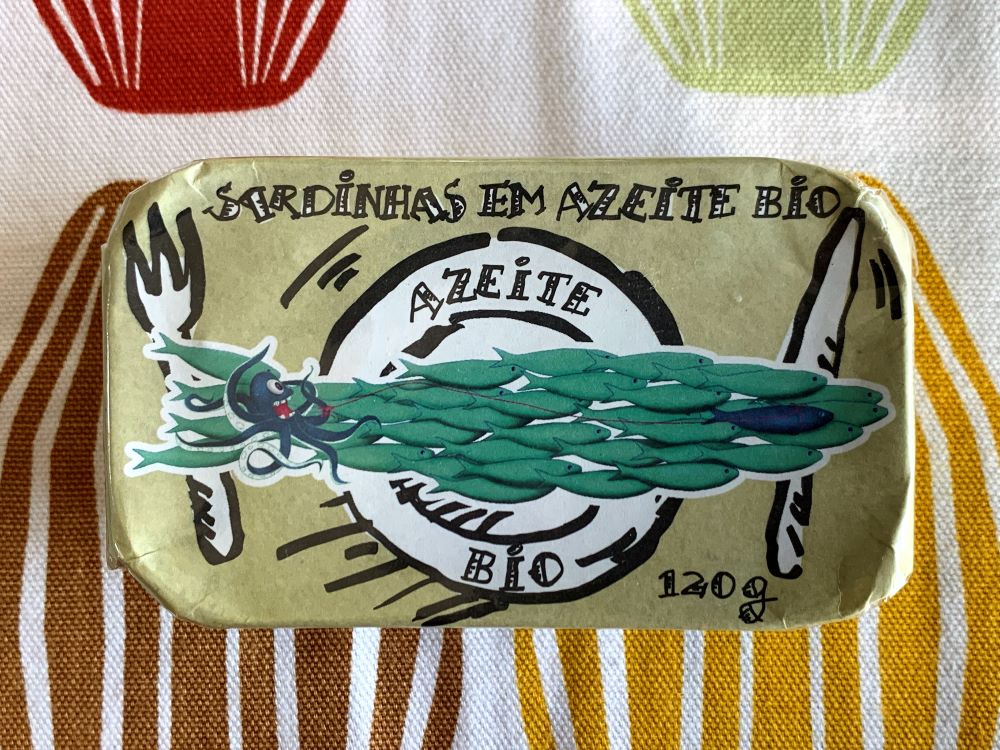 SARDINHAS EM AZEITE BIO
AZEITE
BIO
120g